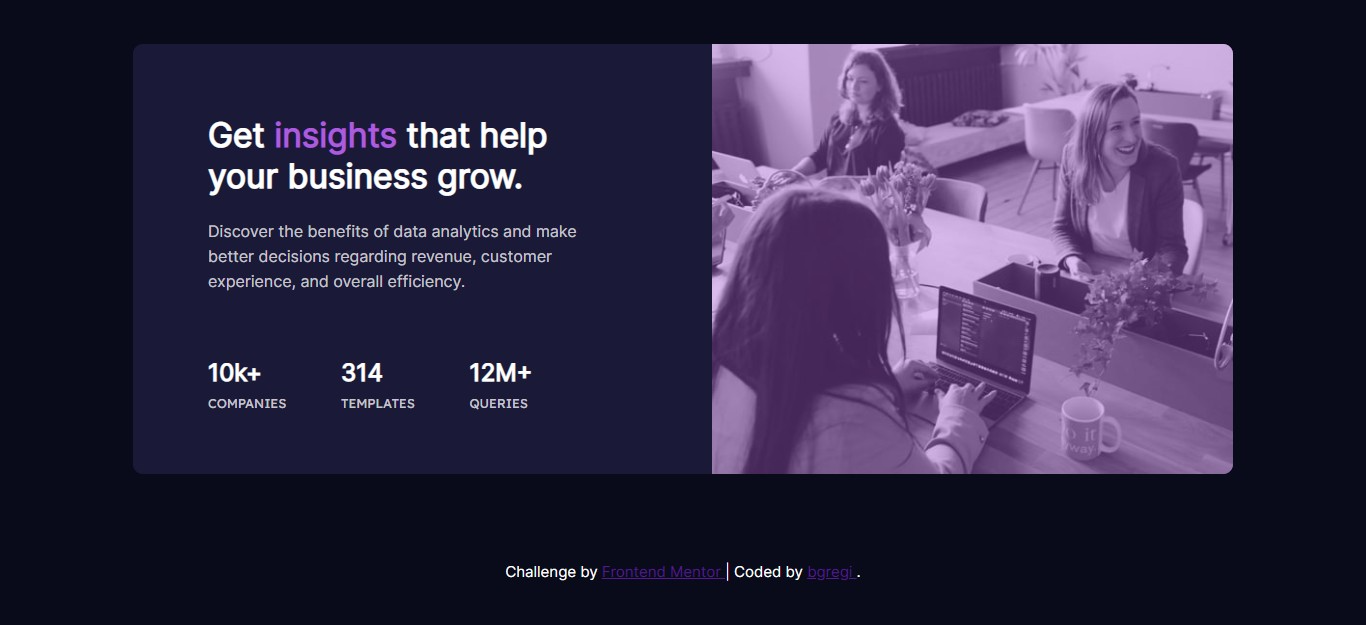 Get insights that help
your business grow.
Discover the benefits of data analytics and make
better decisions regarding revenue, customer
experience, and overall efficiency.
10k+ 314 12M+
COMPANIES TEMPLATES QUERIES
Challenge by Frontend Mentor | Coded by bgregi .